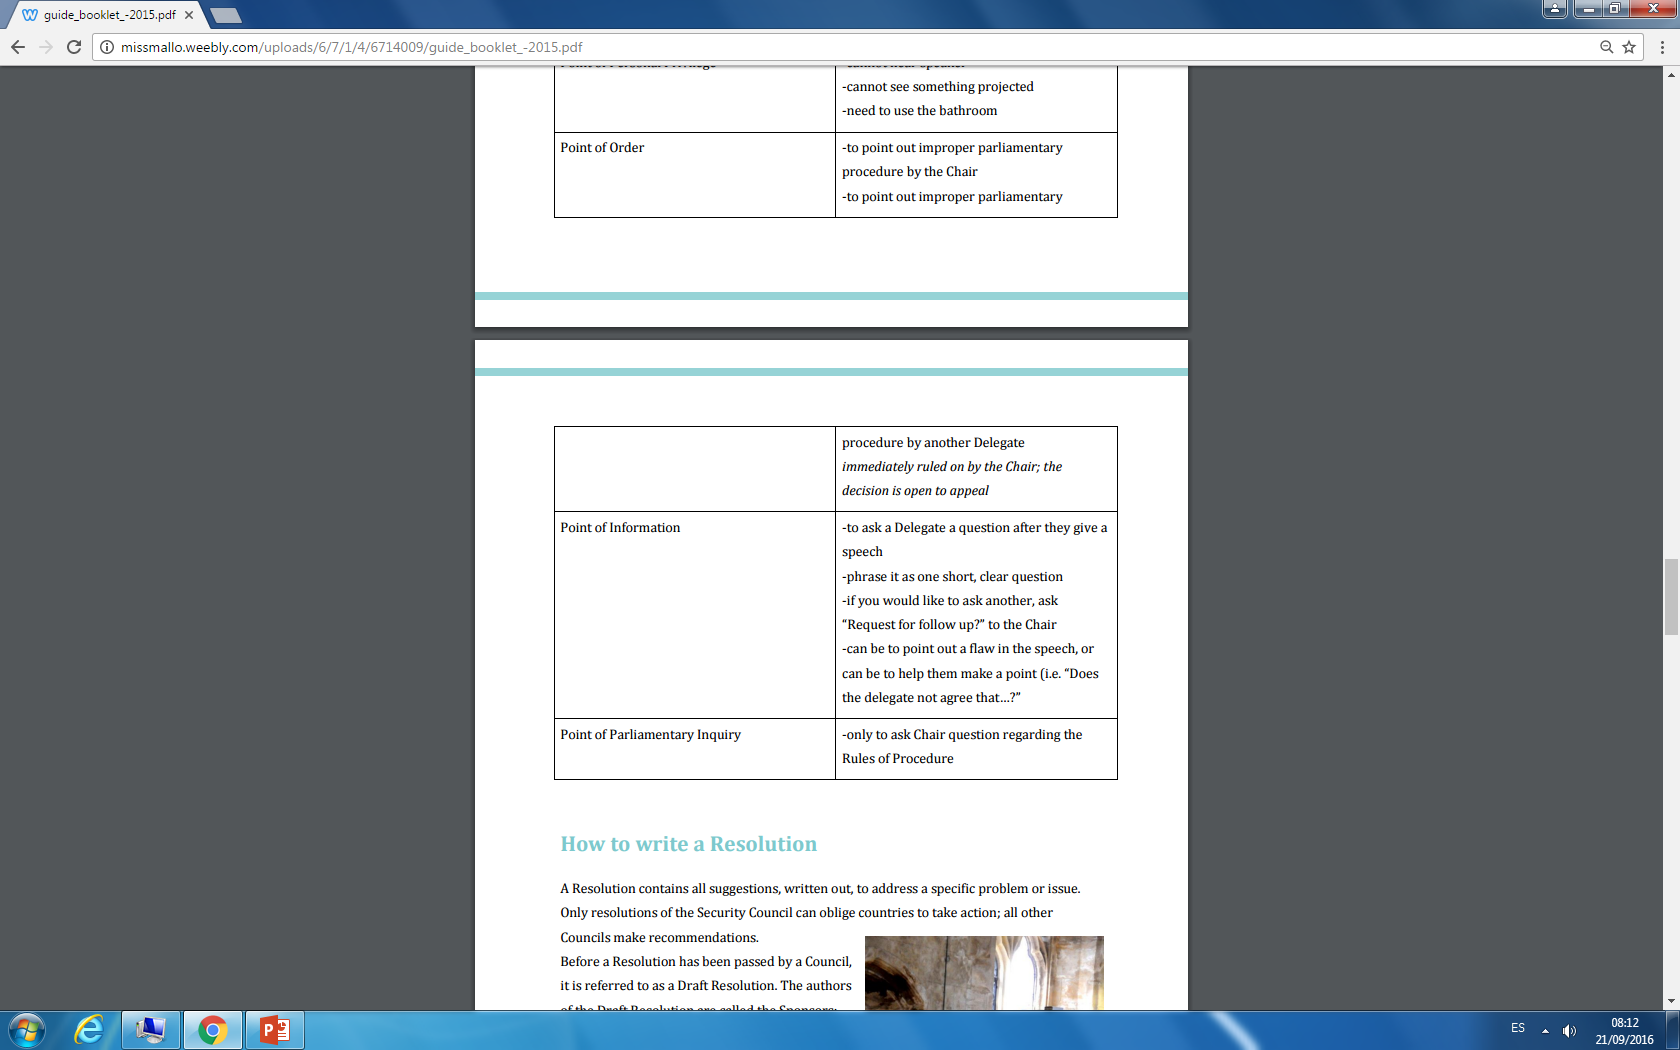 guide_booklet_-2015.pdf
missmallo.weebly.com/uploads/6/7/1/4/6714009/guide_booklet_-2015.pdf
-cannot see something projected
-need to use the bathroom
Point of Order
-to point out improper parliamentary
procedure by the Chair
-to point out improper parliamentary
procedure by another Delegate
immediately ruled on by the Chair; the
decision is open to appeal
Point of Information
-to ask a Delegate a question after they give a
speech
-phrase it as one short, clear question
-if you would like to ask another, ask
“Request for follow up?” to the Chair
-can be to point out a flaw in the speech, or
can be to help them make a point (i.e. “Does
the delegate not agree that...?”
Point of Parliamentary Inquiry
-only to ask Chair question regarding the
Rules of Procedure
How to write a Resolution
A Resolution contains all suggestions, written out, to address a specific problem or issue.
Only resolutions of the Security Council can oblige countries to take action; all other
Councils make recommendations.
Before a Resolution has been passed by a Council,
it is referred to as a Draft Resolution. The authors
of the Draft Resolution are called the Sponsors;
ES
08:12
21/09/2016